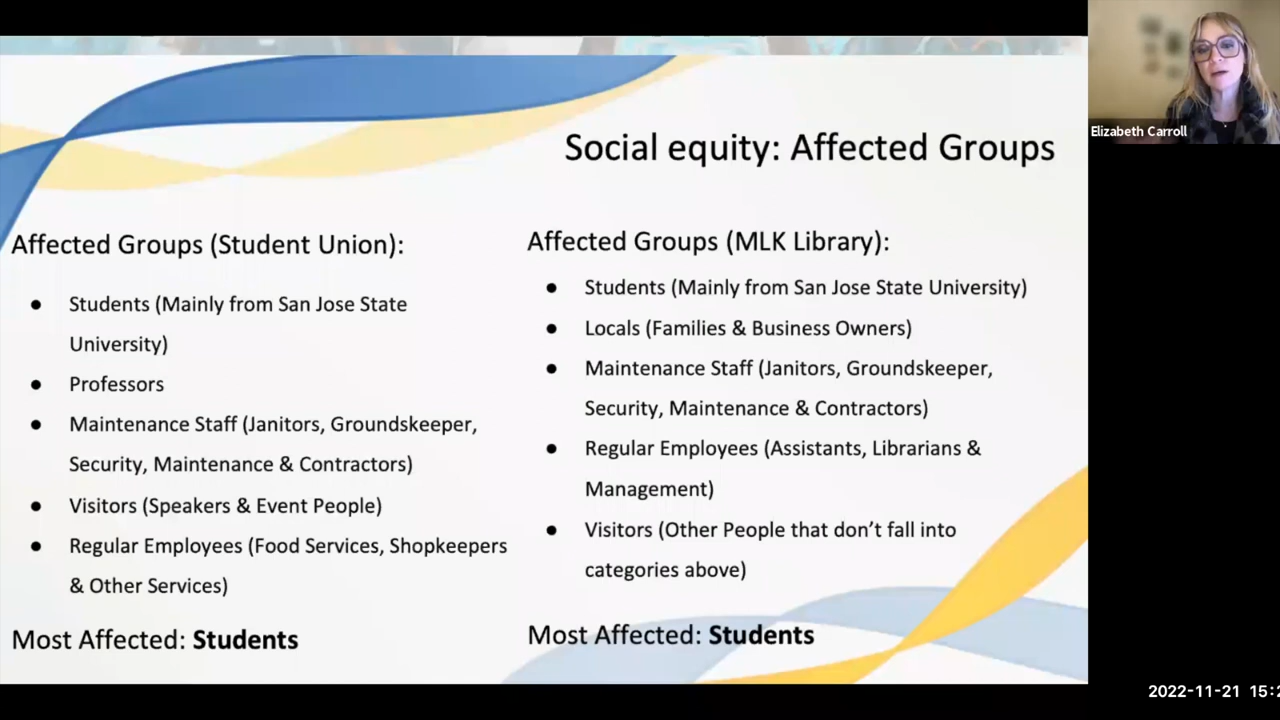 Elizabeth Carroll
Social equity: Affected Groups
Affected Groups (Student Union):
● Students (Mainly from San Jose State
University)
● Professors
● Maintenance Staff (Janitors, Groundskeeper,
Security, Maintenance & Contractors)
● Visitors (Speakers & Event People)
● Regular Employees (Food Services, Shopkeepers
& Other Services)
Most Affected: Students
Affected Groups (MLK Library):
● Students (Mainly from San Jose State University)
● Locals (Families & Business Owners)
● Maintenance Staff (Janitors, Groundskeeper,
Security, Maintenance & Contractors)
● Regular Employees (Assistants, Librarians &
Management)
● Visitors (Other People that don't fall into
categories above)
Most Affected: Students
2022-11-21 15:2